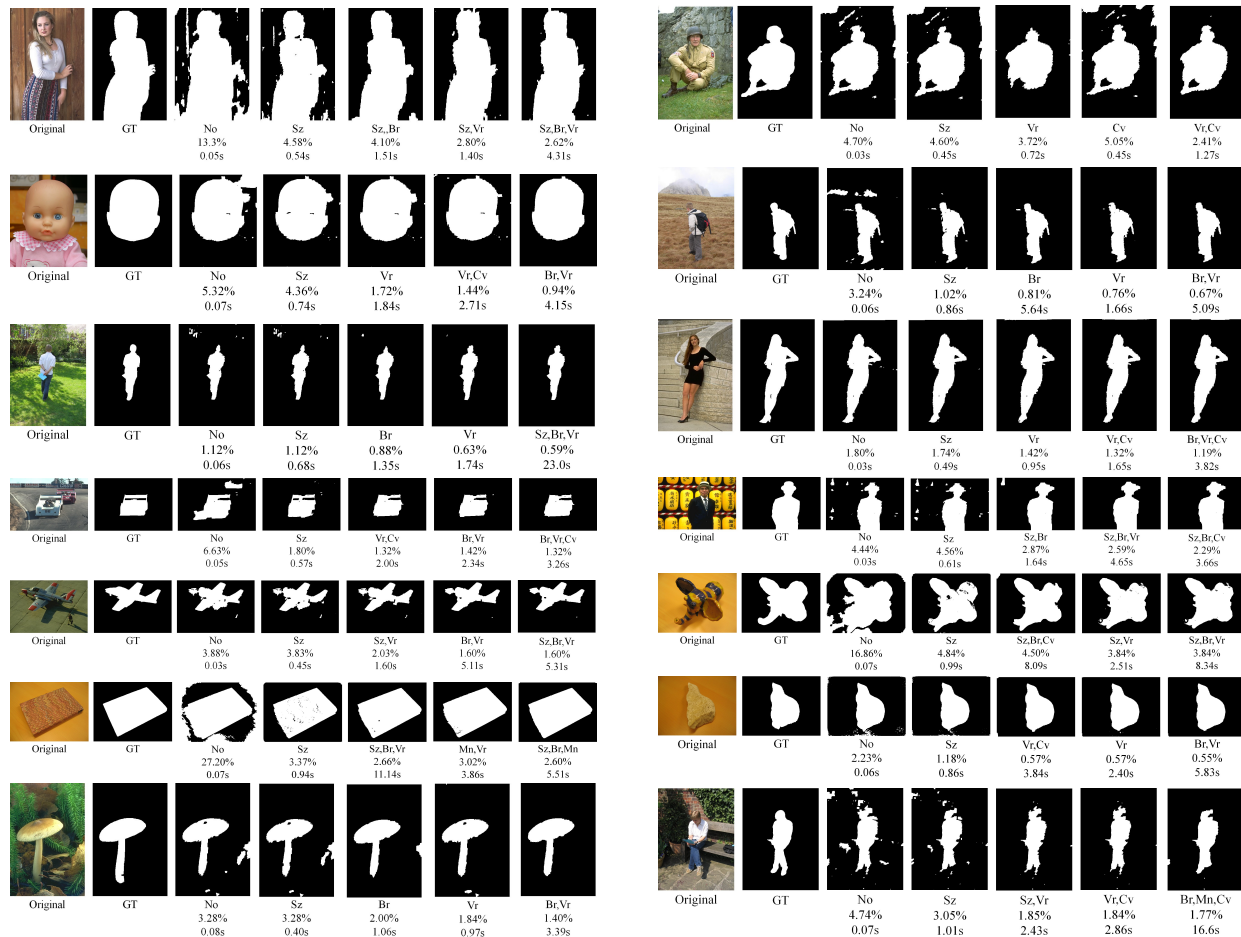 Original GT No Sz Sz,,Br Sz,Vr Sz,Br,Vr
13.3% 4.58% 4.10% 2.80% 2.62%
0.05s 0.54s 1.51s 1.40s 4.31s
Original GT No Sz Vr Vr,Cv Br,Vr
5.32% 4.36% 1.72% 1.44% 0.94%
0.07s 0.74s 1.84s 2.71s 4.15s
Original GT No Sz Br Vr Sz,Br,Vr
1.12% 1.12% 0.88% 0.63% 0.59%
0.06s 0.68s 1.35s 1.74s 23.0s
Original GT No Sz Vr,Cv Br,Vr Br,Vr,Cv
6.63% 1.80% 1.32% 1.42% 1.32%
0.05s 0.57s 2.00s 2.34s 3.26s
Original GT No Sz Sz,Vr Br,Vr Sz,Br,Vr
3.88% 3.83% 2.03% 1.60% 1.60%
0.03s 0.45s 1.60s 5.11s 5.31s
Original GT No Sz Sz,Br,Vr Mn,Vr Sz,Br,Mn
27.20% 3.37% 2.66% 3.02% 2.60%
0.07s 0.94s 11.14s 3.86s 5.51s
Original GT No Sz Br Vr Br,Vr
3.28% 3.28% 2.00% 1.84% 1.40%
0.08s 0.40s 1.06s 0.97s 3.39s
Original GT No Sz Vr Cv Vr,Cv
4.70% 4.60% 3.72% 5.05% 2.41%
0.03s 0.45s 0.72s 0.45s 1.27s
Original GT No Sz Br Vr Br,Vr
3.24% 1.02% 0.81% 0.76% 0.67%
0.06s 0.86s 5.64s 1.66s 5.09s
Original GT No Sz Vr Vr,Cv Br,Vr,Cv
1.80% 1.74% 1.42% 1.32% 1.19%
0.03s 0.49s 0.95s 1.65s 3.82s
Original GT No Sz Sz,Br Sz,Br,Vr Sz,Br,Cv
4.44% 4.56% 2.87% 2.59% 2.29%
0.03s 0.61s 1.64s 4.65s 3.66s
Original GT No Sz Sz,Br,Cv Sz,Vr Sz,Br,Vr
16.86% 4.84% 4.50% 3.84% 3.84%
0.07s 0.99s 8.09s 2.51s 8.34s
Original GT No Sz Vr,Cv Vr Br,Vr
2.23% 1.18% 0.57% 0.57% 0.55%
0.06s 0.86s 3.84s 2.40s 5.83s
Original GT No Sz Sz,Vr Vr,Cv Br,Mn,Cv
4.74% 3.05% 1.85% 1.84% 1.77%
0.07s 1.01s 2.43s 2.86s 16.6s